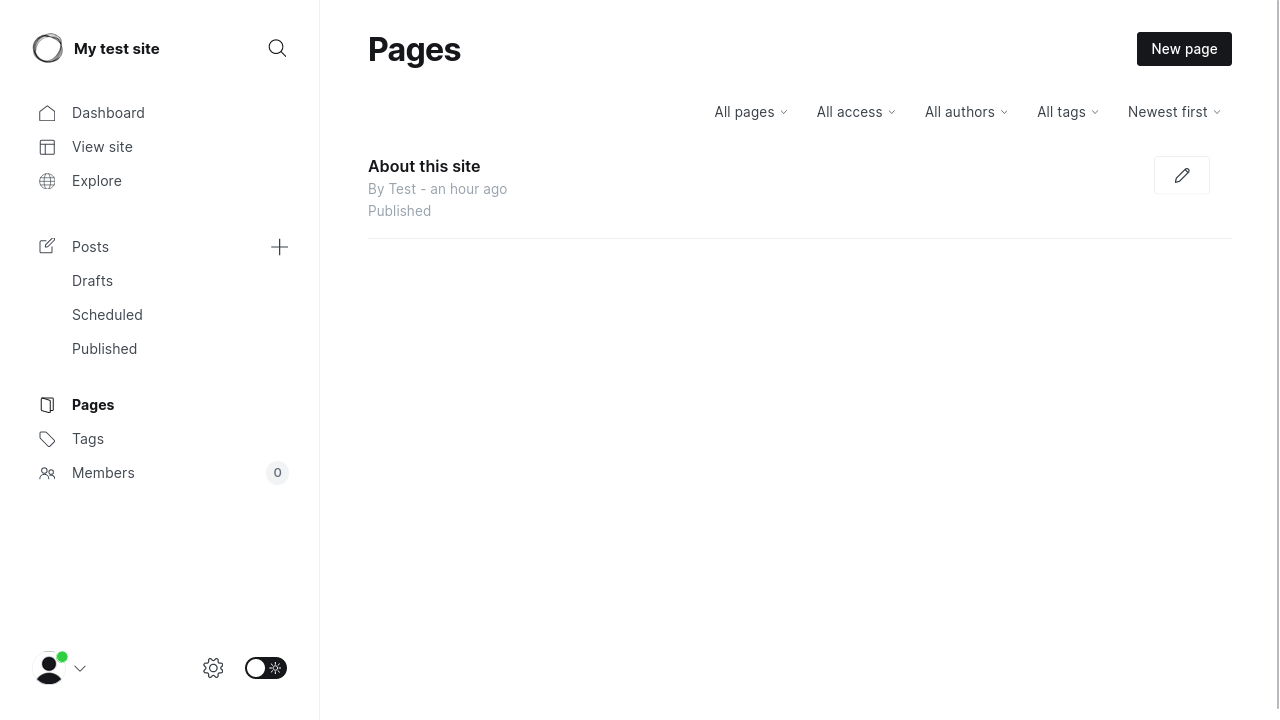 My test site
Dashboard
View site
Explore
Posts
Drafts
Scheduled
Published
Pages
Tags
Members 0
Pages
New page
All pages All access All authors All tags Newest first
About this site
By Test - an hour ago
Published